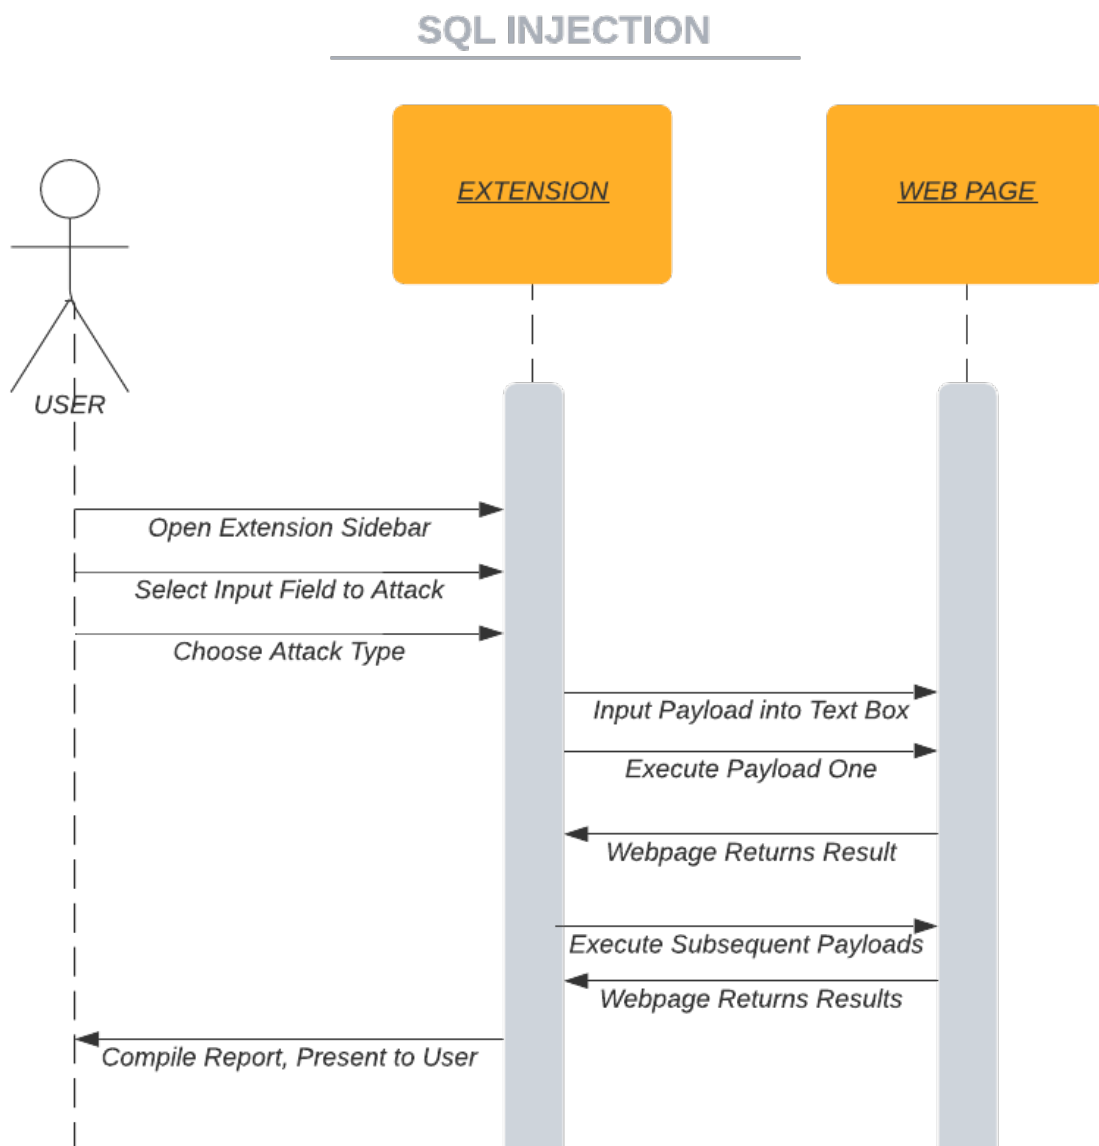 SQL INJECTION
EXTENSION
WEB PAGE
USER
Open Extension Sidebar
Select Input Field to Attack
Choose Attack Type
Input Payload into Text Box
Execute Payload One
Webpage Returns Result
Execute Subsequent Payloads
Webpage Returns Results
Compile Report, Present to User